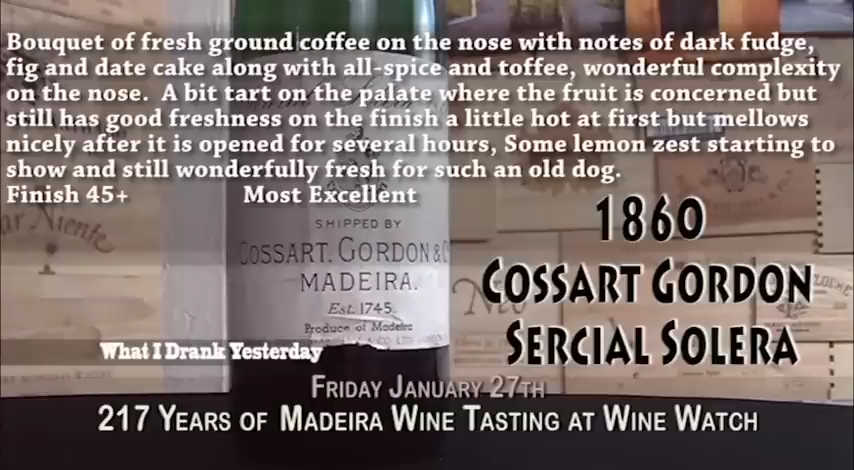 Bouquet of fresh ground coffee on the nose with notes of dark fudge,
fig and date cake along with all-spice and toffee, wonderful complexity
on the nose. A bit tart on the palate where the fruit is concerned but
still has good freshness on the finish a little hot at first but mellows
nicely after it is opened for several hours, Some lemon zest starting to
show and still wonderfully fresh for such an old dog.
Finish 45+ Most Excellent
1860
COSSART GORDON
SERCIAL SOLERA
SHIPPED BY
COSSART, GORDON & C
MADEIRA.
Est. 1745.
Produce of Madeira
Niente
What I Drank Yesterday
FRIDAY JANUARY 27TH
217 YEARS OF MADEIRA WINE TASTING AT WINE WATCH